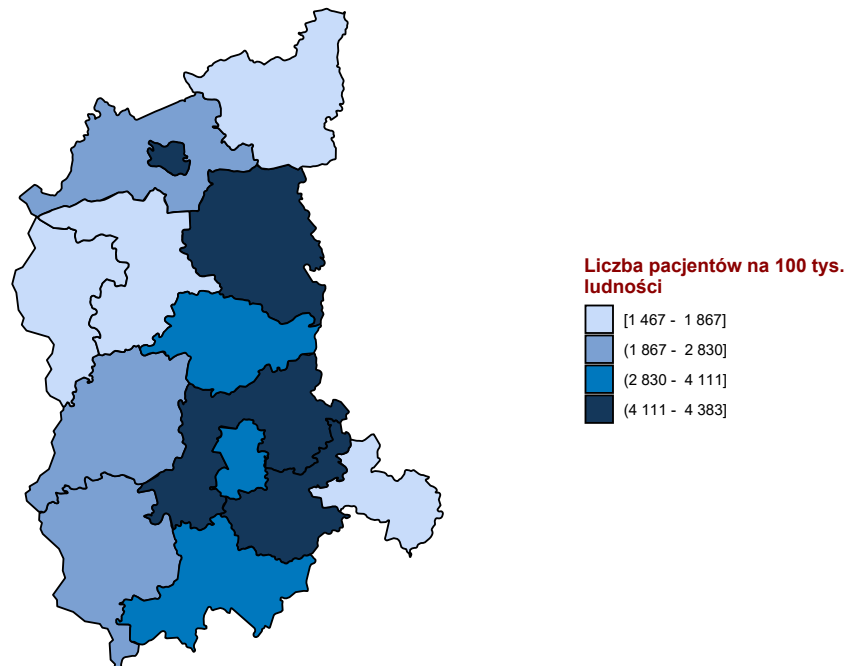 Liczba pacjentów na 100 tys.
ludności
[1 467 - 1 867]
(1 867 - 2 830]
(2 830 - 4 111]
(4 111 - 4 383]